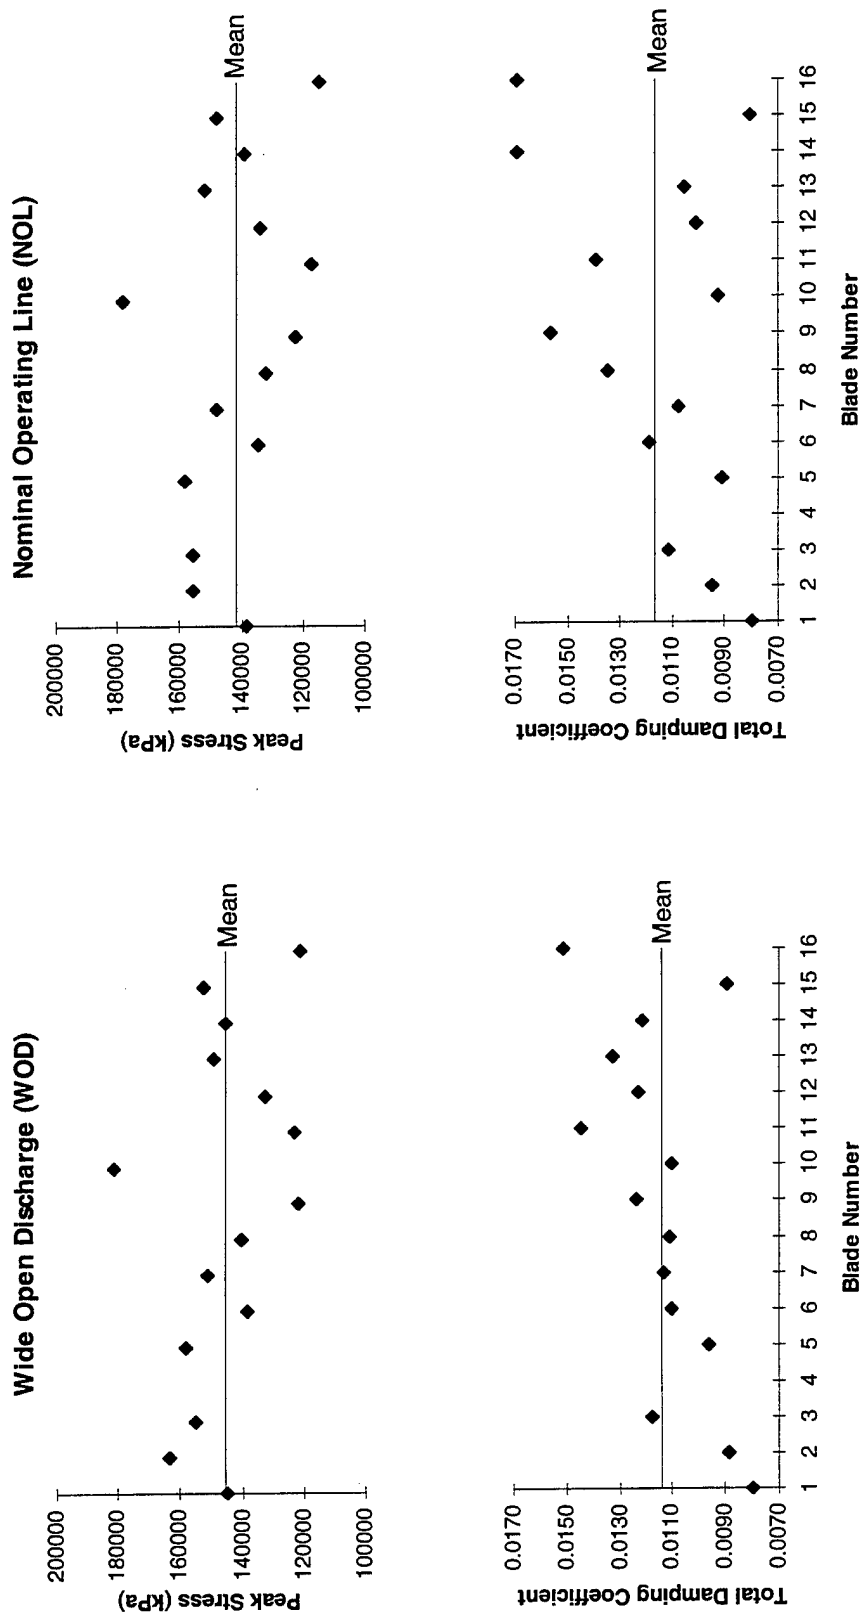 Wide Open Discharge (WOD)
Peak Stress (kPa)
200000
180000
160000
140000
120000
100000
Mean
Total Damping Coefficient
0.0170
0.0150
0.0130
0.0110
0.0090
0.0070
Mean
1 2 3 4 5 6 7 8 9 10 11 12 13 14 15 16
Blade Number
Nominal Operating Line (NOL)
Peak Stress (kPa)
200000
180000
160000
140000
120000
100000
Mean
Total Damping Coefficient
0.0170
0.0150
0.0130
0.0110
0.0090
0.0070
Mean
1 2 3 4 5 6 7 8 9 10 11 12 13 14 15 16
Blade Number